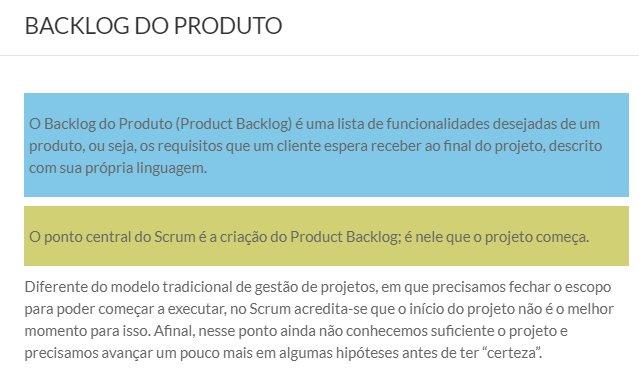 BACKLOG DO PRODUTO
O Backlog do Produto (Product Backlog) é uma lista de funcionalidades desejadas de um
produto, ou seja, os requisitos que um cliente espera receber ao final do projeto, descrito
com sua própria linguagem.
O ponto central do Scrum é a criação do Product Backlog; é nele que o projeto começa.
Diferente do modelo tradicional de gestão de projetos, em que precisamos fechar o escopo
para poder começar a executar, no Scrum acredita-se que o início do projeto não é o melhor
momento para isso. Afinal, nesse ponto ainda não conhecemos suficiente o projeto e
precisamos avançar um pouco mais em algumas hipóteses antes de ter “certeza”.